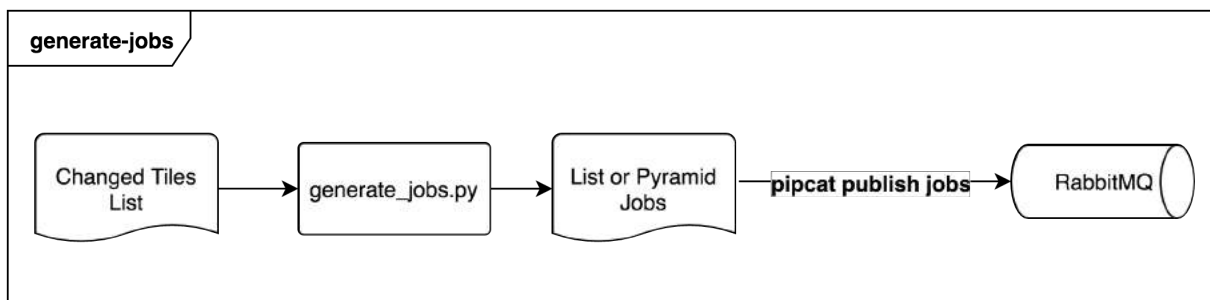 generate-jobs
Changed Tiles
List
generate_jobs.py
List or Pyramid
Jobs
pipcat publish jobs
RabbitMQ